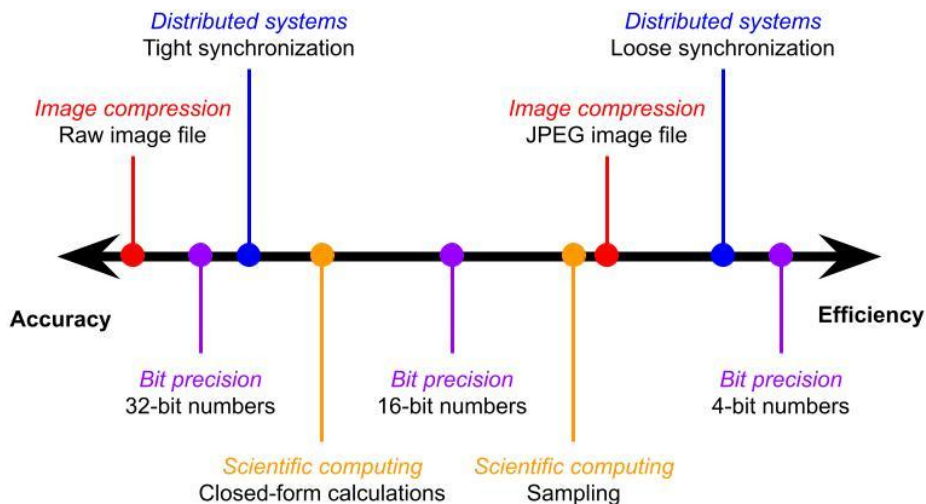 Distributed systems
Tight synchronization
Distributed systems
Loose synchronization
Image compression
Raw image file
Image compression
JPEG image file
Accuracy
Efficiency
Bit precision
32-bit numbers
Bit precision
16-bit numbers
Bit precision
4-bit numbers
Scientific computing
Closed-form calculations
Scientific computing
Sampling